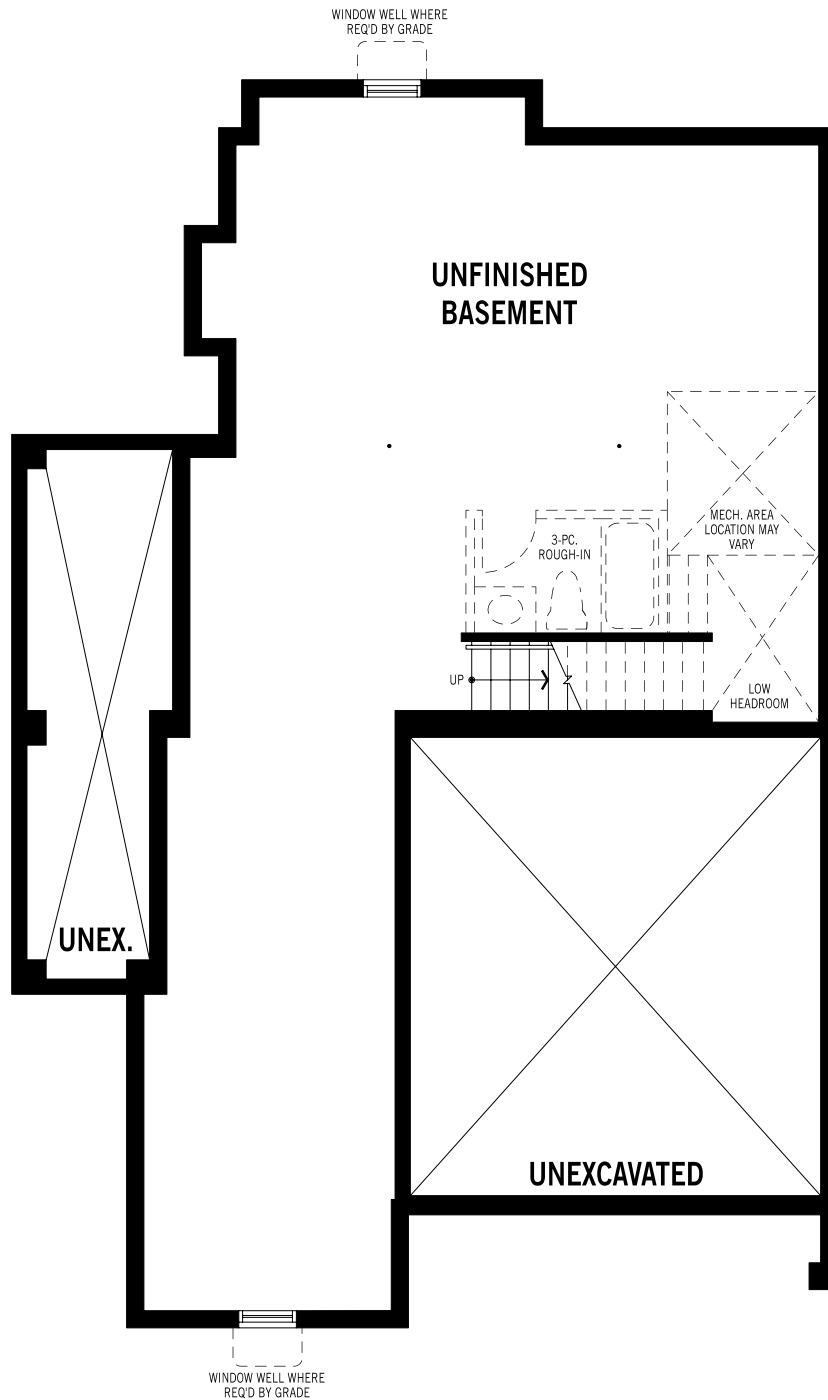 WINDOW WELL WHERE
REQ'D BY GRADE
UNFINISHED
BASEMENT
MECH. AREA
LOCATION MAY
VARY
3-PC.
ROUGH-IN
UP
LOW
HEADROOM
UNEX.
UNEXCAVATED
WINDOW WELL WHERE
REQ'D BY GRADE